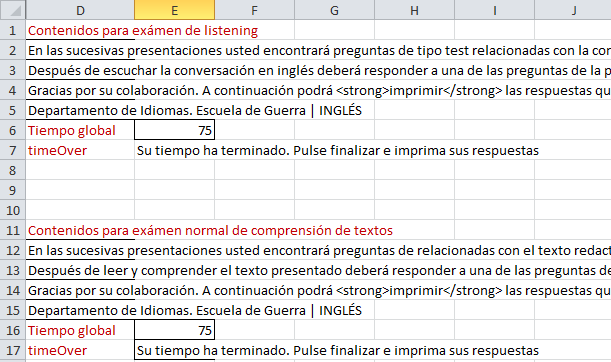 D E F G H I J
1 Contenidos para exámen de listening
2 En las sucesivas presentaciones usted encontrará preguntas de tipo test relacionadas con la
3 Después de escuchar la conversación en inglés deberá responder a una de las preguntas de la
4 Gracias por su colaboración. A continuación podrá <strong>imprimir</strong> las respuestas
5 Departamento de Idiomas. Escuela de Guerra | INGLÉS
6 Tiempo global 75
7 timeOver Su tiempo ha terminado. Pulse finalizar e imprima sus respuestas
8
9
10
11 Contenidos para exámen normal de comprensión de textos
12 En las sucesivas presentaciones usted encontrará preguntas de relacionadas con el texto
13 Después de leer y comprender el texto presentado deberá responder a una de las preguntas
14 Gracias por su colaboración. A continuación podrá <strong>imprimir</strong> las respuestas
15 Departamento de Idiomas. Escuela de Guerra | INGLÉS
16 Tiempo global 75
17 timeOver Su tiempo ha terminado. Pulse finalizar e imprima sus respuestas